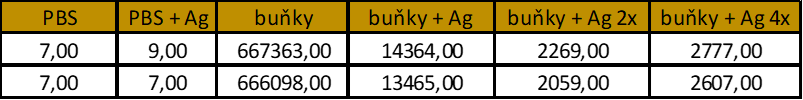 PBS PBS + Ag buňky buňky + Ag buňky + Ag 2x buňky + Ag 4x
7,00 9,00 667363,00 14364,00 2269,00 2777,00
7,00 7,00 666098,00 13465,00 2059,00 2607,00